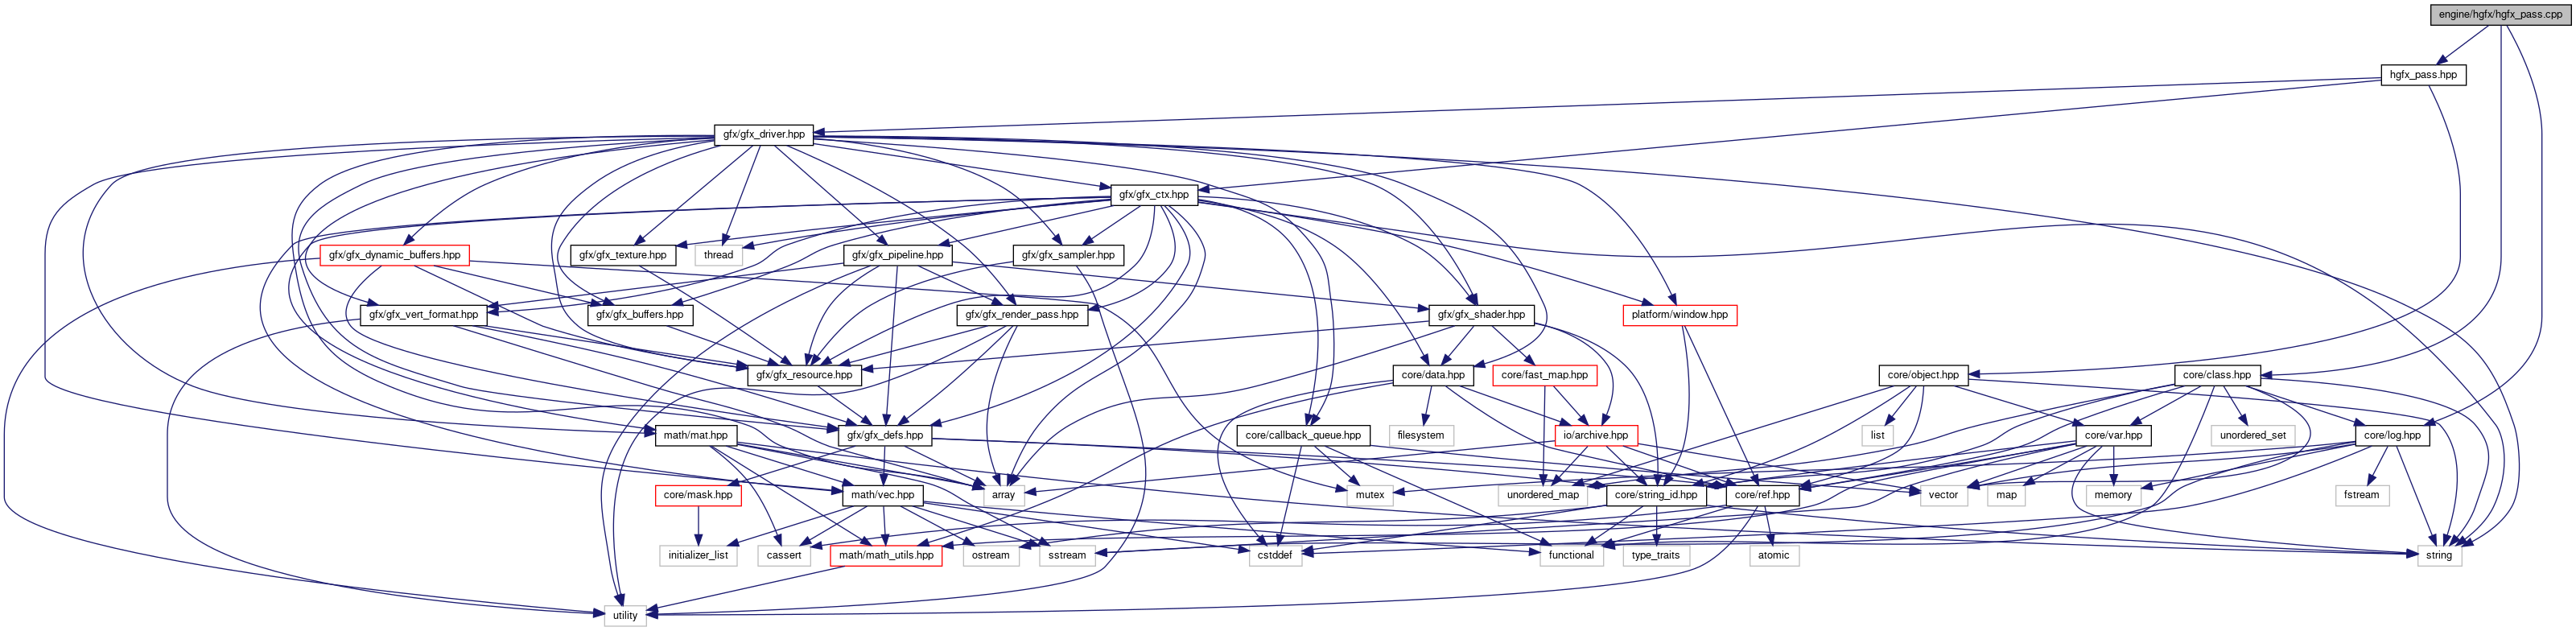 engine/hgfx/hgfx_pass.cpp
hgfx_pass.hpp
gfx/gfx_driver.hpp
gfx/gfx_ctx.hpp
gfx/gfx_dynamic_buffers.hpp
gfx/gfx_texture.hpp
thread
gfx/gfx_pipeline.hpp
gfx/gfx_sampler.hpp
gfx/gfx_vert_format.hpp
gfx/gfx_buffers.hpp
gfx/gfx_render_pass.hpp
gfx/gfx_shader.hpp
platform/window.hpp
gfx/gfx_resource.hpp
core/data.hpp
core/fast_map.hpp
core/object.hpp
core/class.hpp
math/mat.hpp
gfx/gfx_defs.hpp
core/callback_queue.hpp
filesystem
io/archive.hpp
list
core/var.hpp
unordered_set
core/log.hpp
core/mask.hpp
math/vec.hpp
array
mutex
unordered_map
core/string_id.hpp
core/ref.hpp
vector
map
memory
fstream
initializer_list
cassert
math/math_utils.hpp
ostream
sstream
cstddef
functional
type_traits
atomic
string
utility